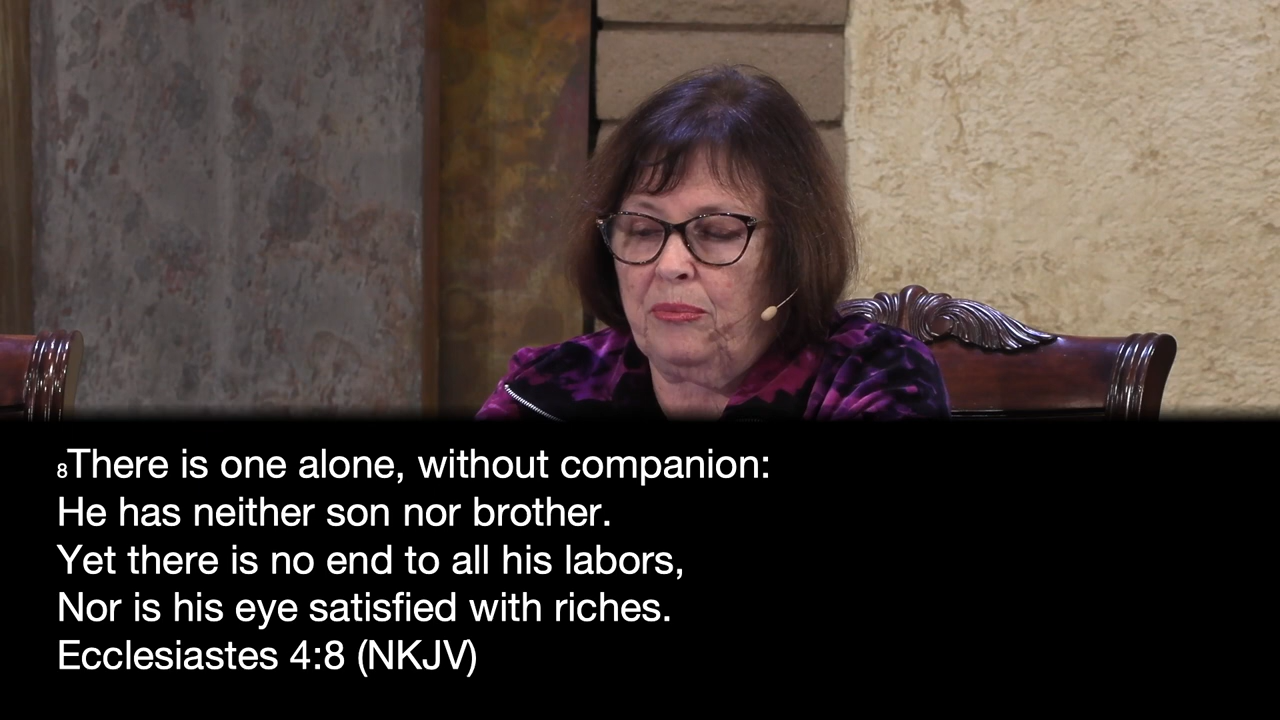 8There is one alone, without companion:
He has neither son nor brother.
Yet there is no end to all his labors,
Nor is his eye satisfied with riches.
Ecclesiastes 4:8 (NKJV)